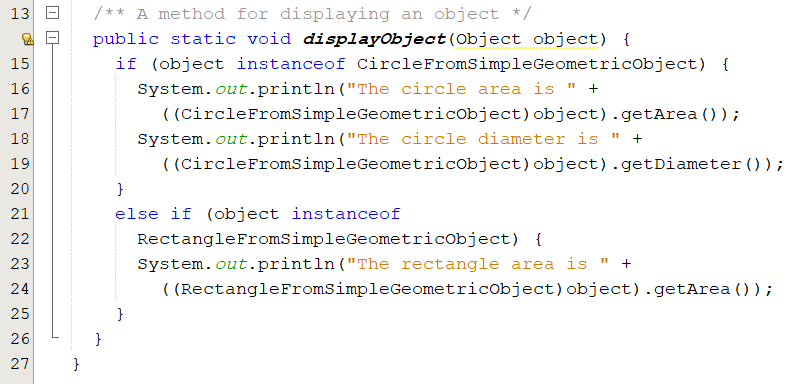 13 /** A method for displaying an object */
public static void displayObject(Object object) {
15 if (object instanceof CircleFromSimpleGeometricObject) {
16 System.out.println("The circle area is " +
17 ((CircleFromSimpleGeometricObject)object).getArea());
18 System.out.println("The circle diameter is " +
19 ((CircleFromSimpleGeometricObject)object).getDiameter());
20 }
21 else if (object instanceof
22 RectangleFromSimpleGeometricObject) {
23 System.out.println("The rectangle area is " +
24 ((RectangleFromSimpleGeometricObject)object).getArea());
25 }
26 }
27 }